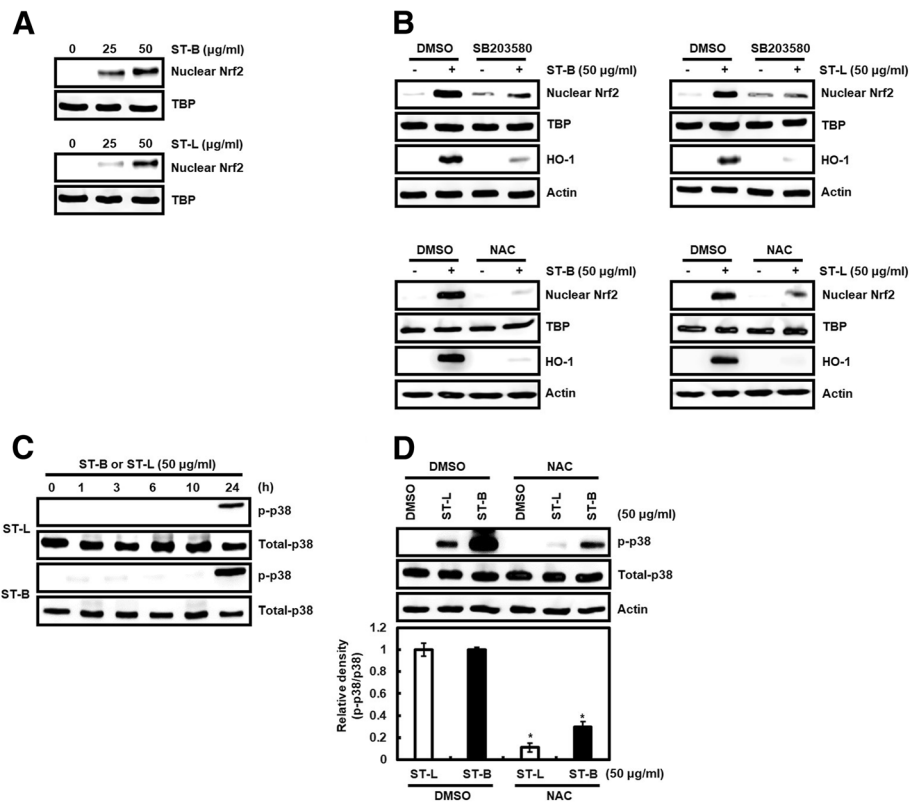 A
0 25 50 ST-B (µg/ml)
Nuclear Nrf2
TBP
0 25 50 ST-L (µg/ml)
Nuclear Nrf2
TBP
B
DMSO SB203580
- + - + ST-B (50 µg/ml)
Nuclear Nrf2
TBP
HO-1
Actin
DMSO SB203580
- + - + ST-L (50 µg/ml)
Nuclear Nrf2
TBP
HO-1
Actin
DMSO NAC
- + - + ST-B (50 µg/ml)
Nuclear Nrf2
TBP
HO-1
Actin
DMSO NAC
- + - + ST-L (50 µg/ml)
Nuclear Nrf2
TBP
HO-1
Actin
C
ST-B or ST-L (50 µg/ml)
0 1 3 6 10 24 (h)
ST-L
p-p38
Total-p38
ST-B
p-p38
Total-p38
D
DMSO NAC
DMSO ST-L ST-B DMSO ST-L ST-B (50 µg/ml)
p-p38
Total-p38
Actin
Relative density
(p-p38/p38)
1.2
1
0.8
0.6
0.4
0.2
0
* *
ST-L ST-B ST-L ST-B (50 µg/ml)
DMSO NAC